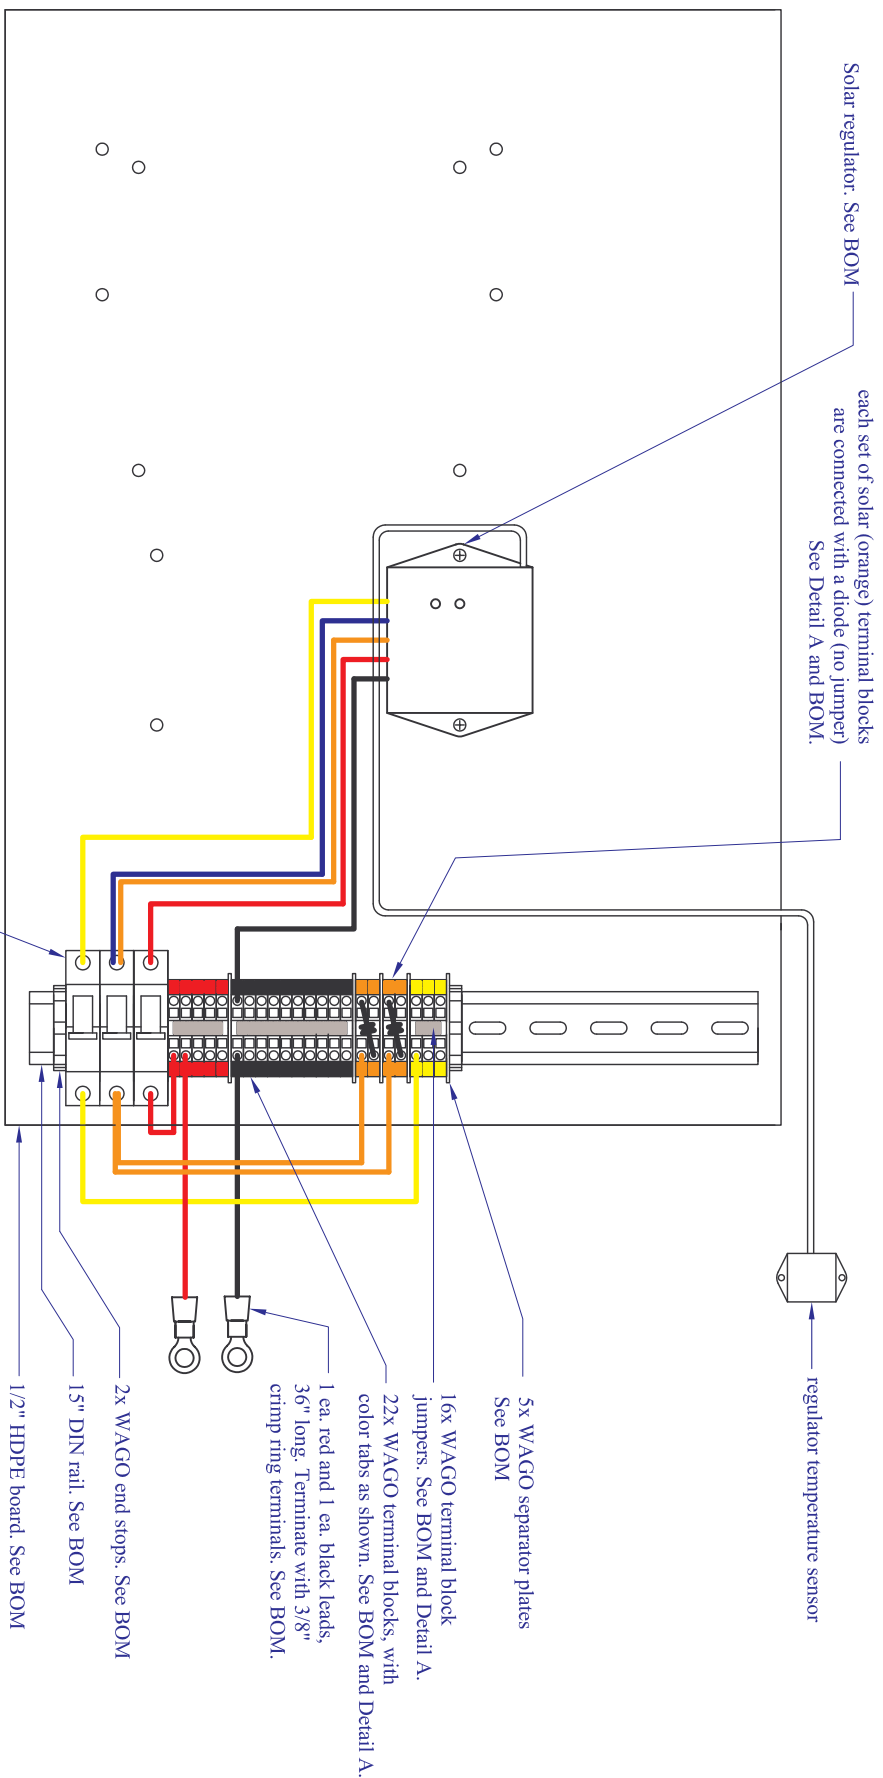 Solar regulator. See BOM
each set of solar (orange) terminal blocks
are connected with a diode (no jumper)
See Detail A and BOM.
regulator temperature sensor
5x WAGO separator plates
See BOM
16x WAGO terminal block
jumpers. See BOM and Detail A.
22x WAGO terminal blocks, with
color tabs as shown. See BOM and Detail A.
1 ea. red and 1 ea. black leads,
36" long. Terminate with 3/8"
crimp ring terminals. See BOM.
2x WAGO end stops. See BOM
15" DIN rail. See BOM
1/2" HDPE board. See BOM